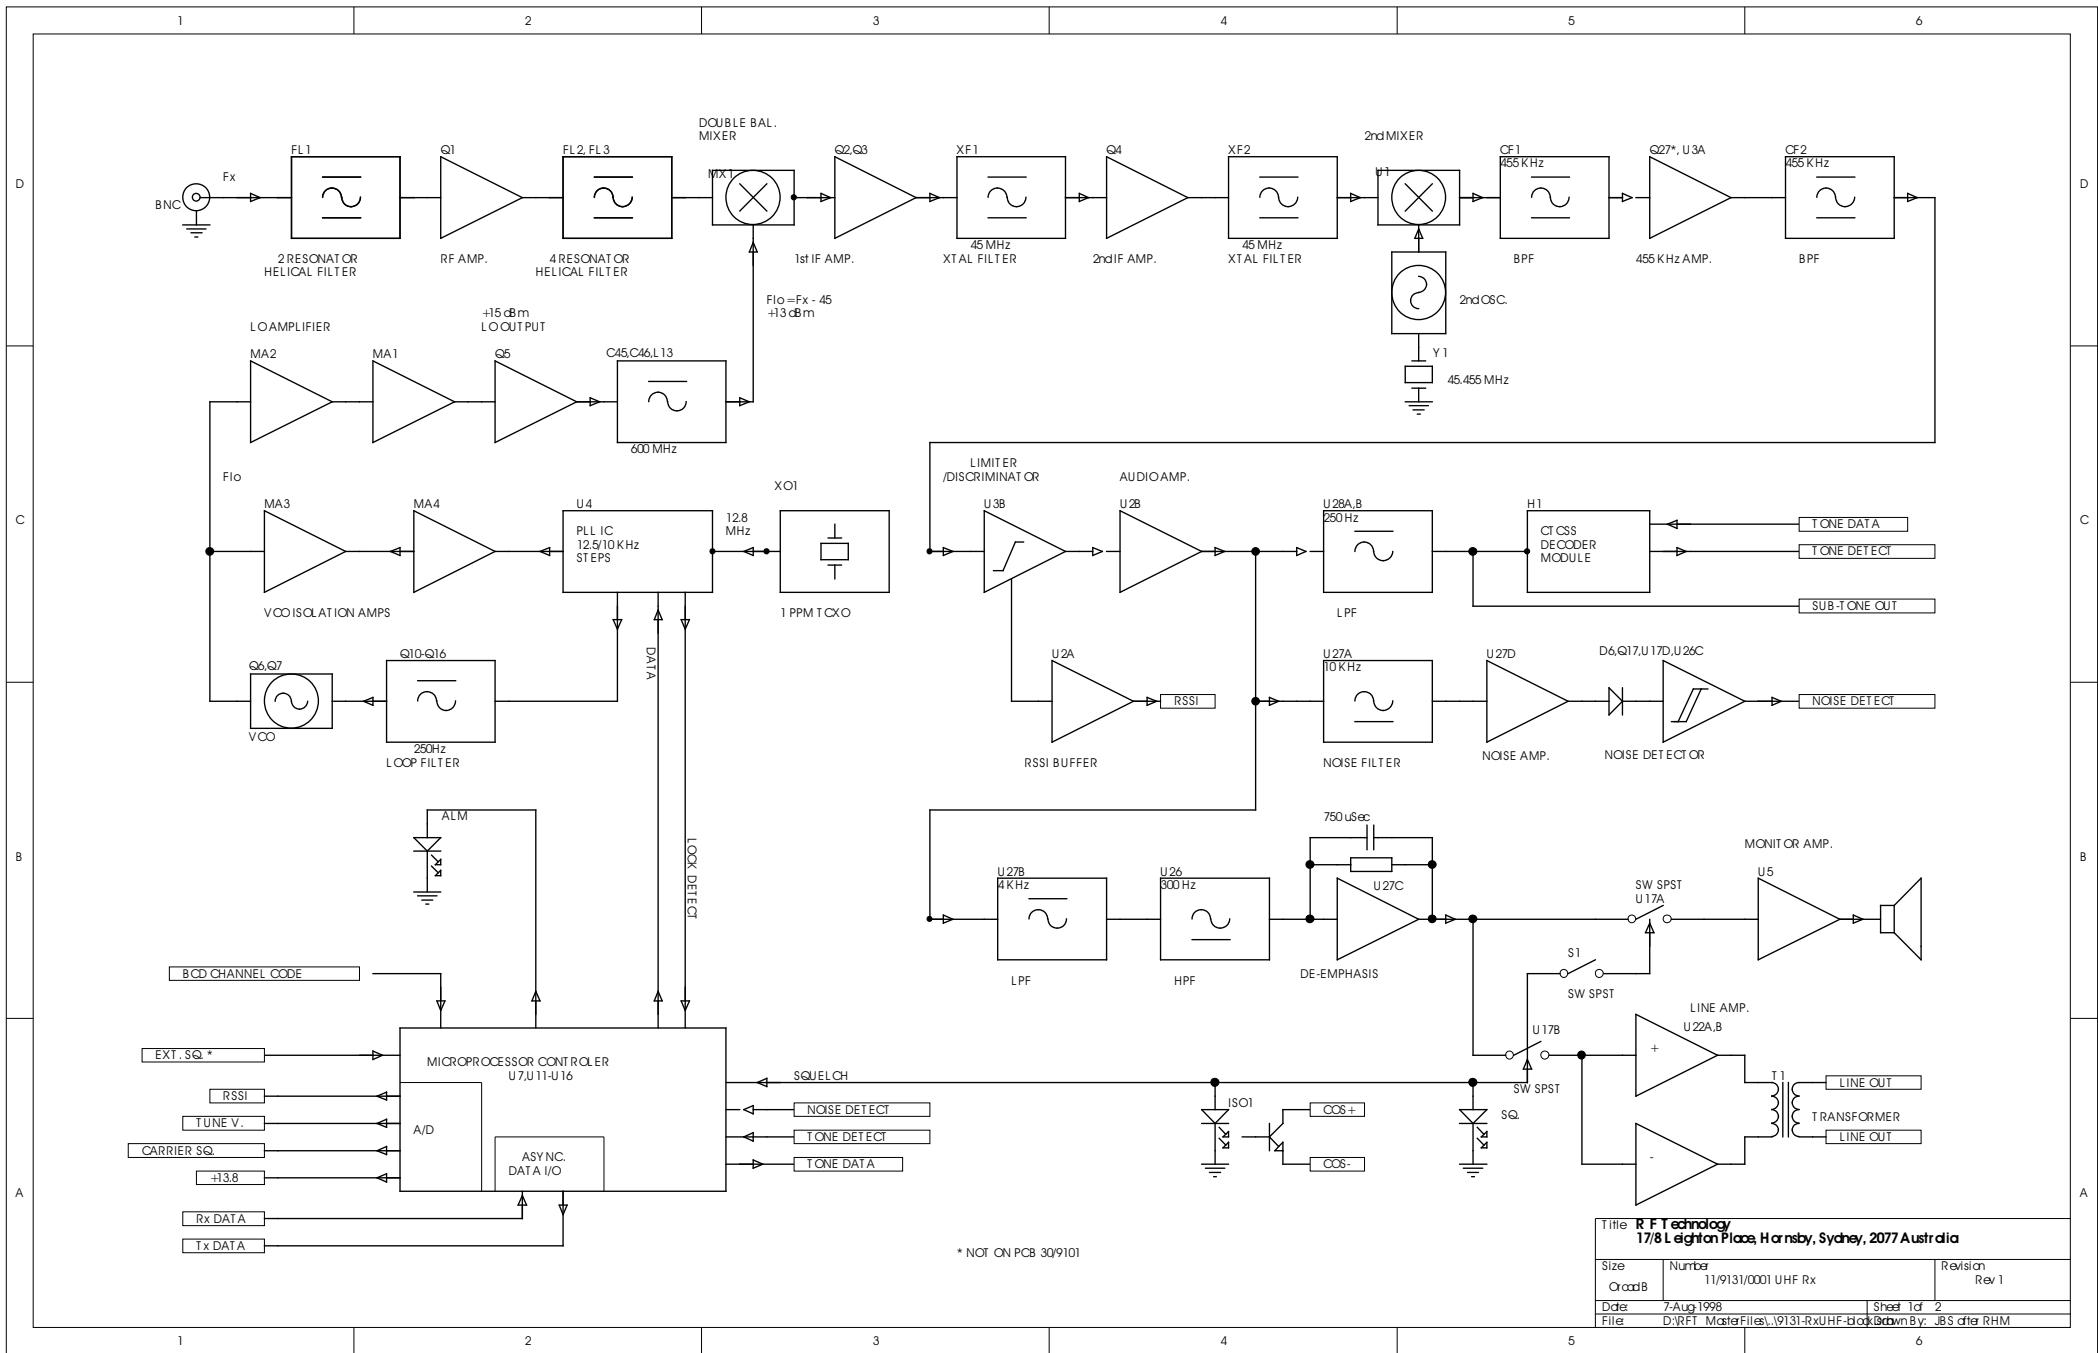 1 2 3 4 5 6
D
D
C
C
B
B
A
A
BNC
Fx
FL1
2 RESONATOR
HELICAL FILTER
Q1
RF AMP.
FL2, FL3
4 RESONATOR
HELICAL FILTER
DOUBLE BAL.
MIXER
MX1
Q2,Q3
1st IF AMP.
XF1
45 MHz
XTAL FILTER
Q4
2nd IF AMP.
XF2
45 MHz
XTAL FILTER
2nd MIXER
U1
CF1
455 KHz
BPF
Q27*, U3A
455 KHz AMP.
CF2
455 KHz
BPF
Flo=Fx - 45
+13 dBm
2nd OSC.
Y1
45.455 MHz
LO AMPLIFIER
MA2
MA1
+15 dBm
LO OUTPUT
Q5
C45,C46,L13
600 MHz
Flo
MA3
MA4
VCO ISOLATION AMPS
U4
PLL IC
12.5/10 KHz
STEPS
12.8
MHz
XO1
1 PPM TCXO
Q6,Q7
VCO
Q10-Q16
250Hz
LOOP FILTER
DATA
LOCK DETECT
LIMITER
/DISCRIMINATOR
U3B
AUDIO AMP.
U2B
U28A,B
250 Hz
LPF
H1
CTCSS
DECODER
MODULE
TONE DATA
TONE DETECT
SUB-TONE OUT
U2A
RSSI
RSSI BUFFER
U27A
10 KHz
NOISE FILTER
U27D
NOISE AMP.
D6,Q17,U17D,U26C
NOISE DETECTOR
NOISE DETECT
ALM
U27B
4 KHz
LPF
U26
300 Hz
HPF
750 uSec
U27C
DE-EMPHASIS
SW SPST
U17A
MONITOR AMP.
U5
S1
SW SPST
U17B
SW SPST
LINE AMP.
U22A,B
+
-
T1
TRANSFORMER
LINE OUT
LINE OUT
BCD CHANNEL CODE
EXT. SQ. *
RSSI
TUNE V.
CARRIER SQ.
+13.8
Rx DATA
Tx DATA
MICROPROCESSOR CONTROLER
U7,U11-U16
A/D
ASYNC.
DATA I/O
SQUELCH
NOISE DETECT
TONE DETECT
TONE DATA
ISO1
COS+
COS-
SQ.
* NOT ON PCB 30/9101
Title R F Technology
17/8 Leighton Place, Hornsby, Sydney, 2077 Australia
Size
OrcadB
Number
11/9131/0001 UHF Rx
Revision
Rev 1
Date: 7-Aug-1998 Sheet 1of 2
File: D:\RFT MasterFiles\..\9131-RxUHF-block Drawn By: JBS after RHM
1 2 3 4 5 6